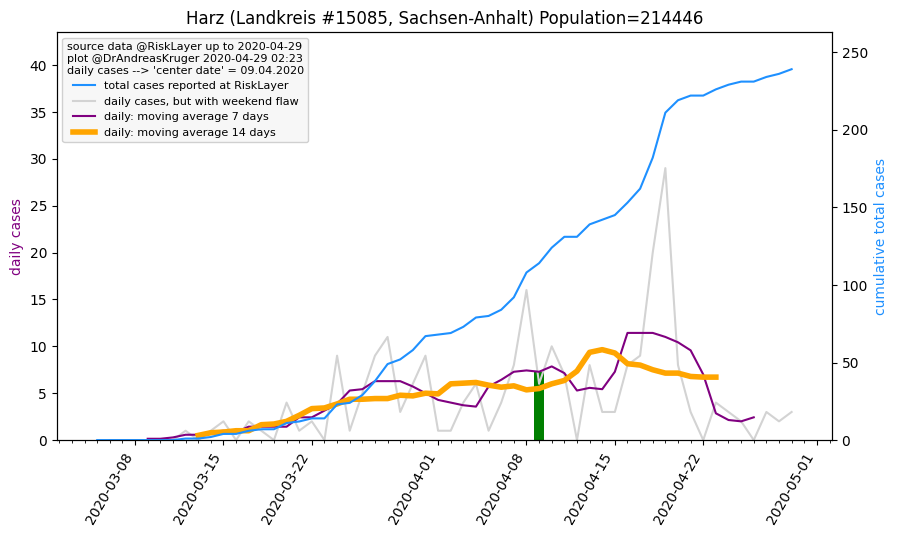 Harz (Landkreis #15085, Sachsen-Anhalt) Population=214446
source data @RiskLayer up to 2020-04-29
plot @DrAndreasKruger 2020-04-29 02:23
daily cases --> 'center date' = 09.04.2020
total cases reported at RiskLayer
daily cases, but with weekend flaw
daily: moving average 7 days
daily: moving average 14 days
daily cases
40
35
30
25
20
15
10
5
0
250
200
150
100
50
0
cumulative total cases
2020-03-08
2020-03-15
2020-03-22
2020-04-01
2020-04-08
2020-04-15
2020-04-22
2020-05-01